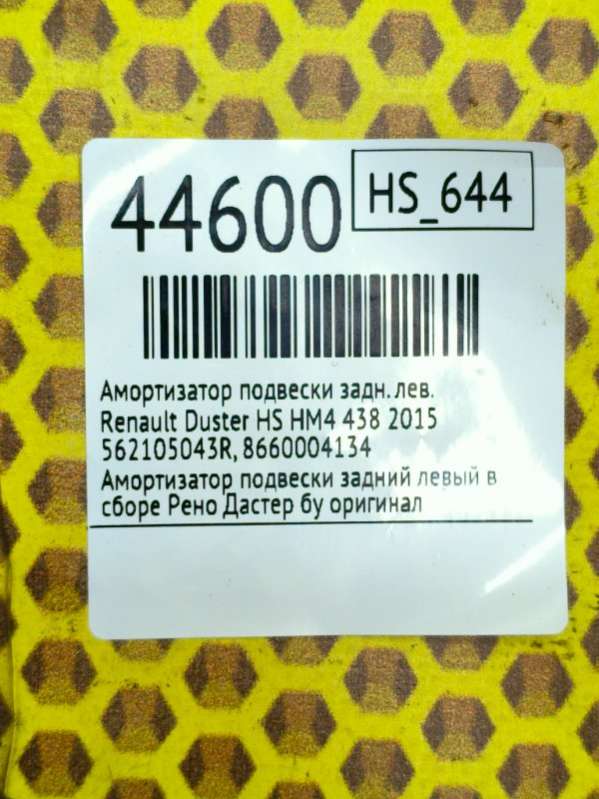 44600
HS_644
Амортизатор подвески задн. лев.
Renault Duster HS HM4 438 2015
562105043R, 8660004134
Амортизатор подвески задний левый в
сборе Рено Дастер бу оригинал